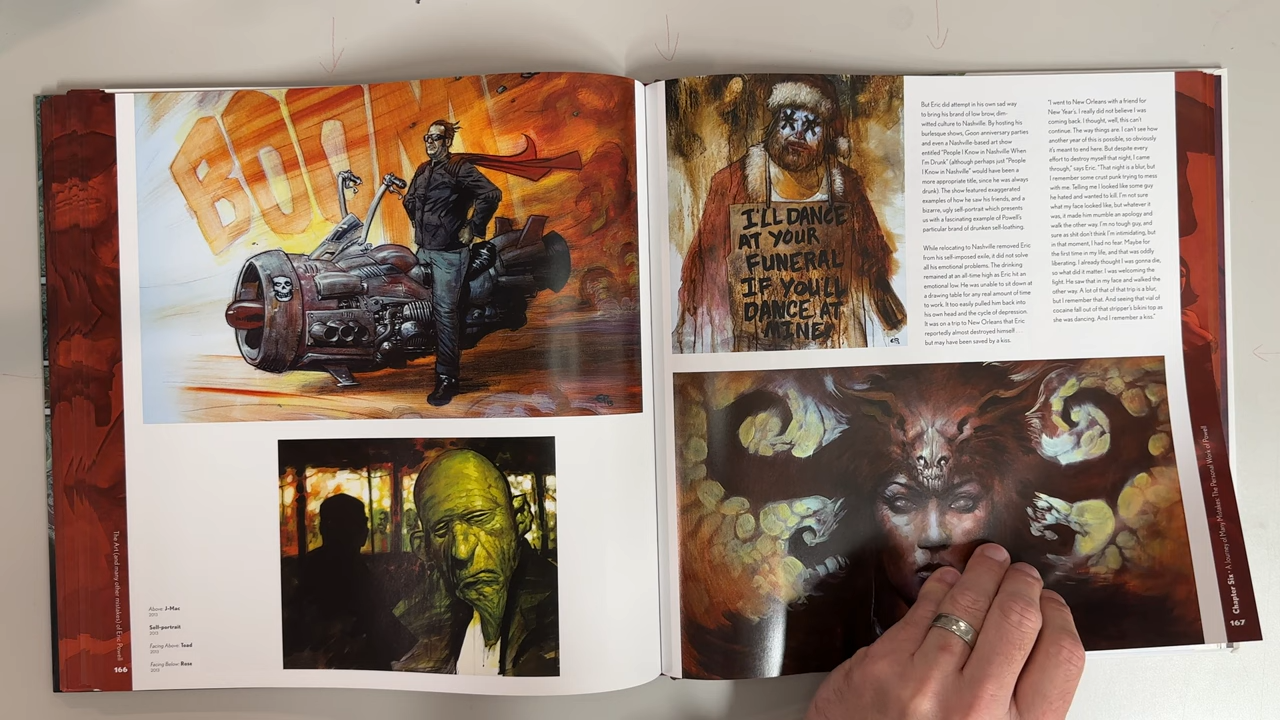 BOOM
The Art (and many other mistakes) of Eric Powell
166
Above: J-Mac
2013
Self-portrait
2013
Facing Above: Toad
2013
Facing Below: Rose
2013
I'LL DANCE
AT YOUR
FUNERAL
IF YOU'LL
DANCE AT
MINE!
But Eric did attempt in his own sad way
to bring his brand of low brow, dim-
witted culture to Nashville. By hosting his
burlesque shows, Goon anniversary parties
and even a Nashville-based art show
entitled "People I Know in Nashville When
I'm Drunk" (although perhaps just "People
I Know in Nashville" would have been a
more appropriate title, since he was always
drunk). The show featured exaggerated
examples of how he saw his friends, and a
bizarre, ugly self-portrait which presents
us with a fascinating example of Powell's
particular brand of drunken self-loathing.
While relocating to Nashville removed Eric
from his self-imposed exile, it did not solve
all his emotional problems. The drinking
remained at an all-time high as Eric hit an
emotional low. He was unable to sit down at
a drawing table for any real amount of time
to work. It too easily pulled him back into
his own head and the cycle of depression.
It was on a trip to New Orleans that Eric
reportedly almost destroyed himself . . .
but may have been saved by a kiss.
"I went to New Orleans with a friend for
New Year's. I really did not believe I was
coming back. I thought, well, this can't
continue. The way things are. I can't see how
another year of this is possible, so obviously
it's meant to end here. But despite every
effort to destroy myself that night, I came
through," says Eric. "That night is a blur, but
I remember some crust punk trying to mess
with me. Telling me I looked like some guy
he hated and wanted to kill. I'm not sure
what my face looked like, but whatever it
was, it made him mumble an apology and
walk the other way. I'm no tough guy, and
sure as shit don't think I'm intimidating, but
in that moment, I had no fear. Maybe for
the first time in my life, and that was oddly
liberating. I already thought I was gonna die,
so what did it matter. I was welcoming the
fight. He saw that in my face and walked the
other way. A lot of that of that trip is a blur,
but I remember that. And seeing that vial of
cocaine fall out of that stripper's bikini top as
she was dancing. And I remember a kiss."
Chapter Six • A Journey of Many Mistakes: The Personal Work of Powell
167